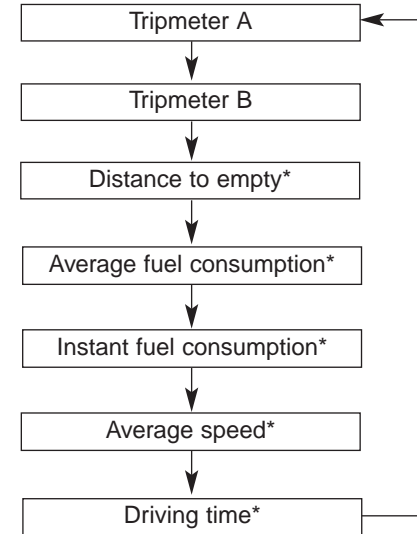 Tripmeter A
Tripmeter B
Distance to empty*
Average fuel consumption*
Instant fuel consumption*
Average speed*
Driving time*